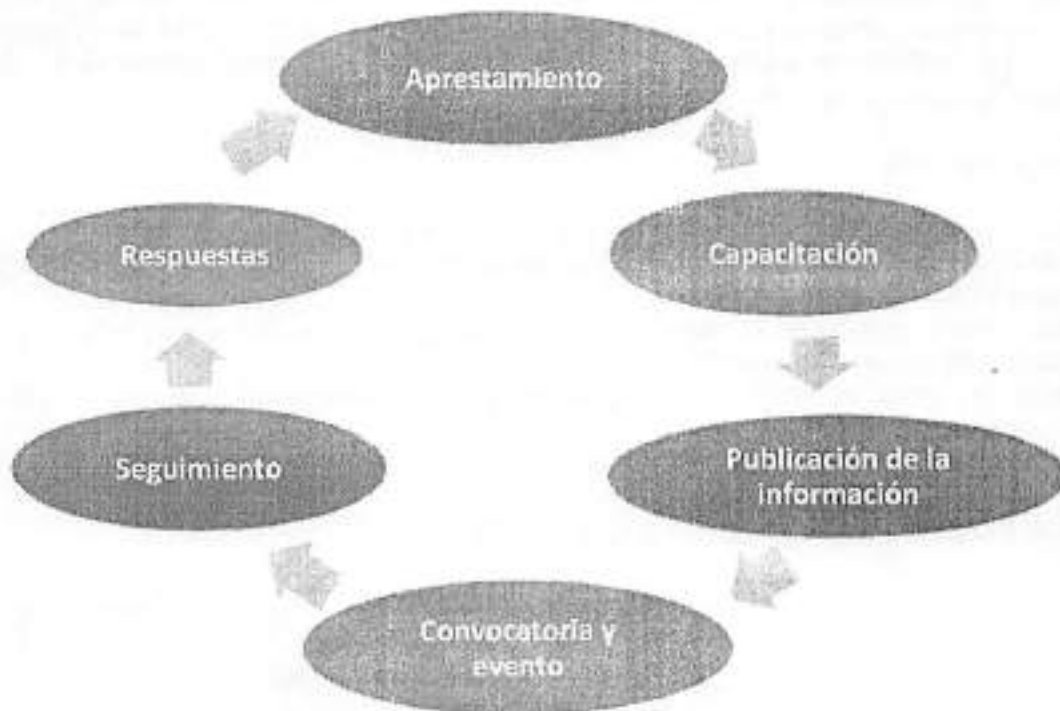 Aprestamiento
Capacitación
Publicación de la
información
Convocatoria y
evento
Seguimiento
Respuestas